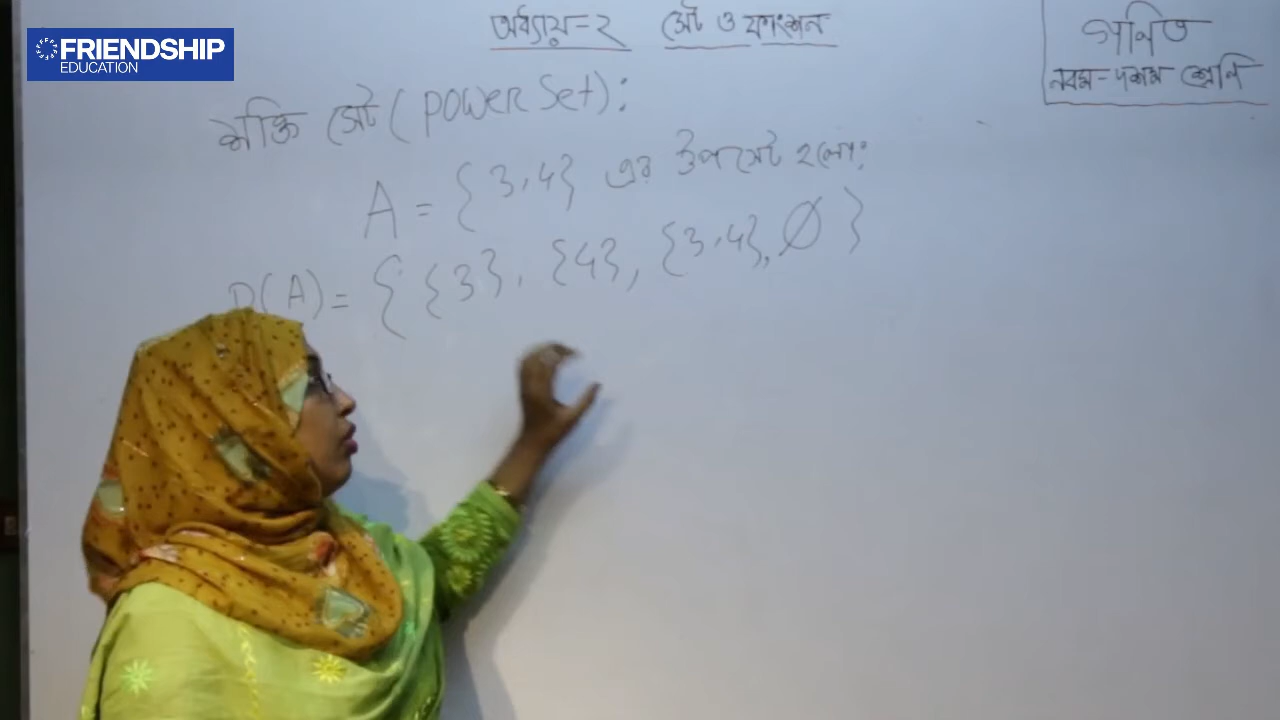 FRIENDSHIP
EDUCATION
অধ্যায়-২ সেট ও ফাংশন
গণিত
নবম-দশম শ্রেণি
শক্তি সেট (Power Set):
A = {3,4} এর উপসেট হলো:
P(A) = { {3}, {4}, {3,4}, Ø }